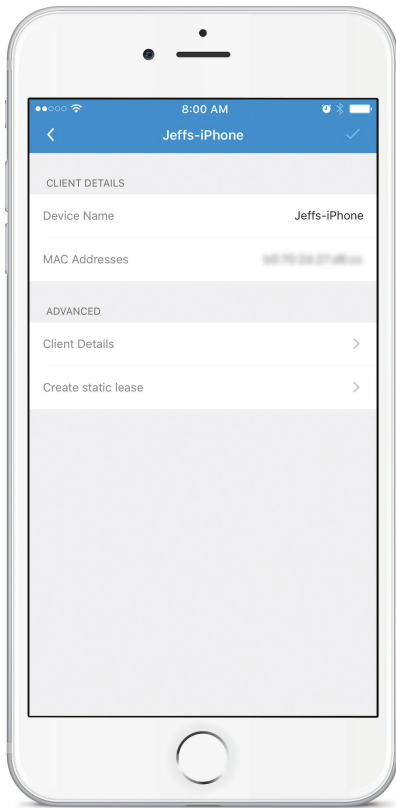 8:00 AM
Jeffs-iPhone
CLIENT DETAILS
Device Name Jeffs-iPhone
MAC Addresses
ADVANCED
Client Details
Create static lease